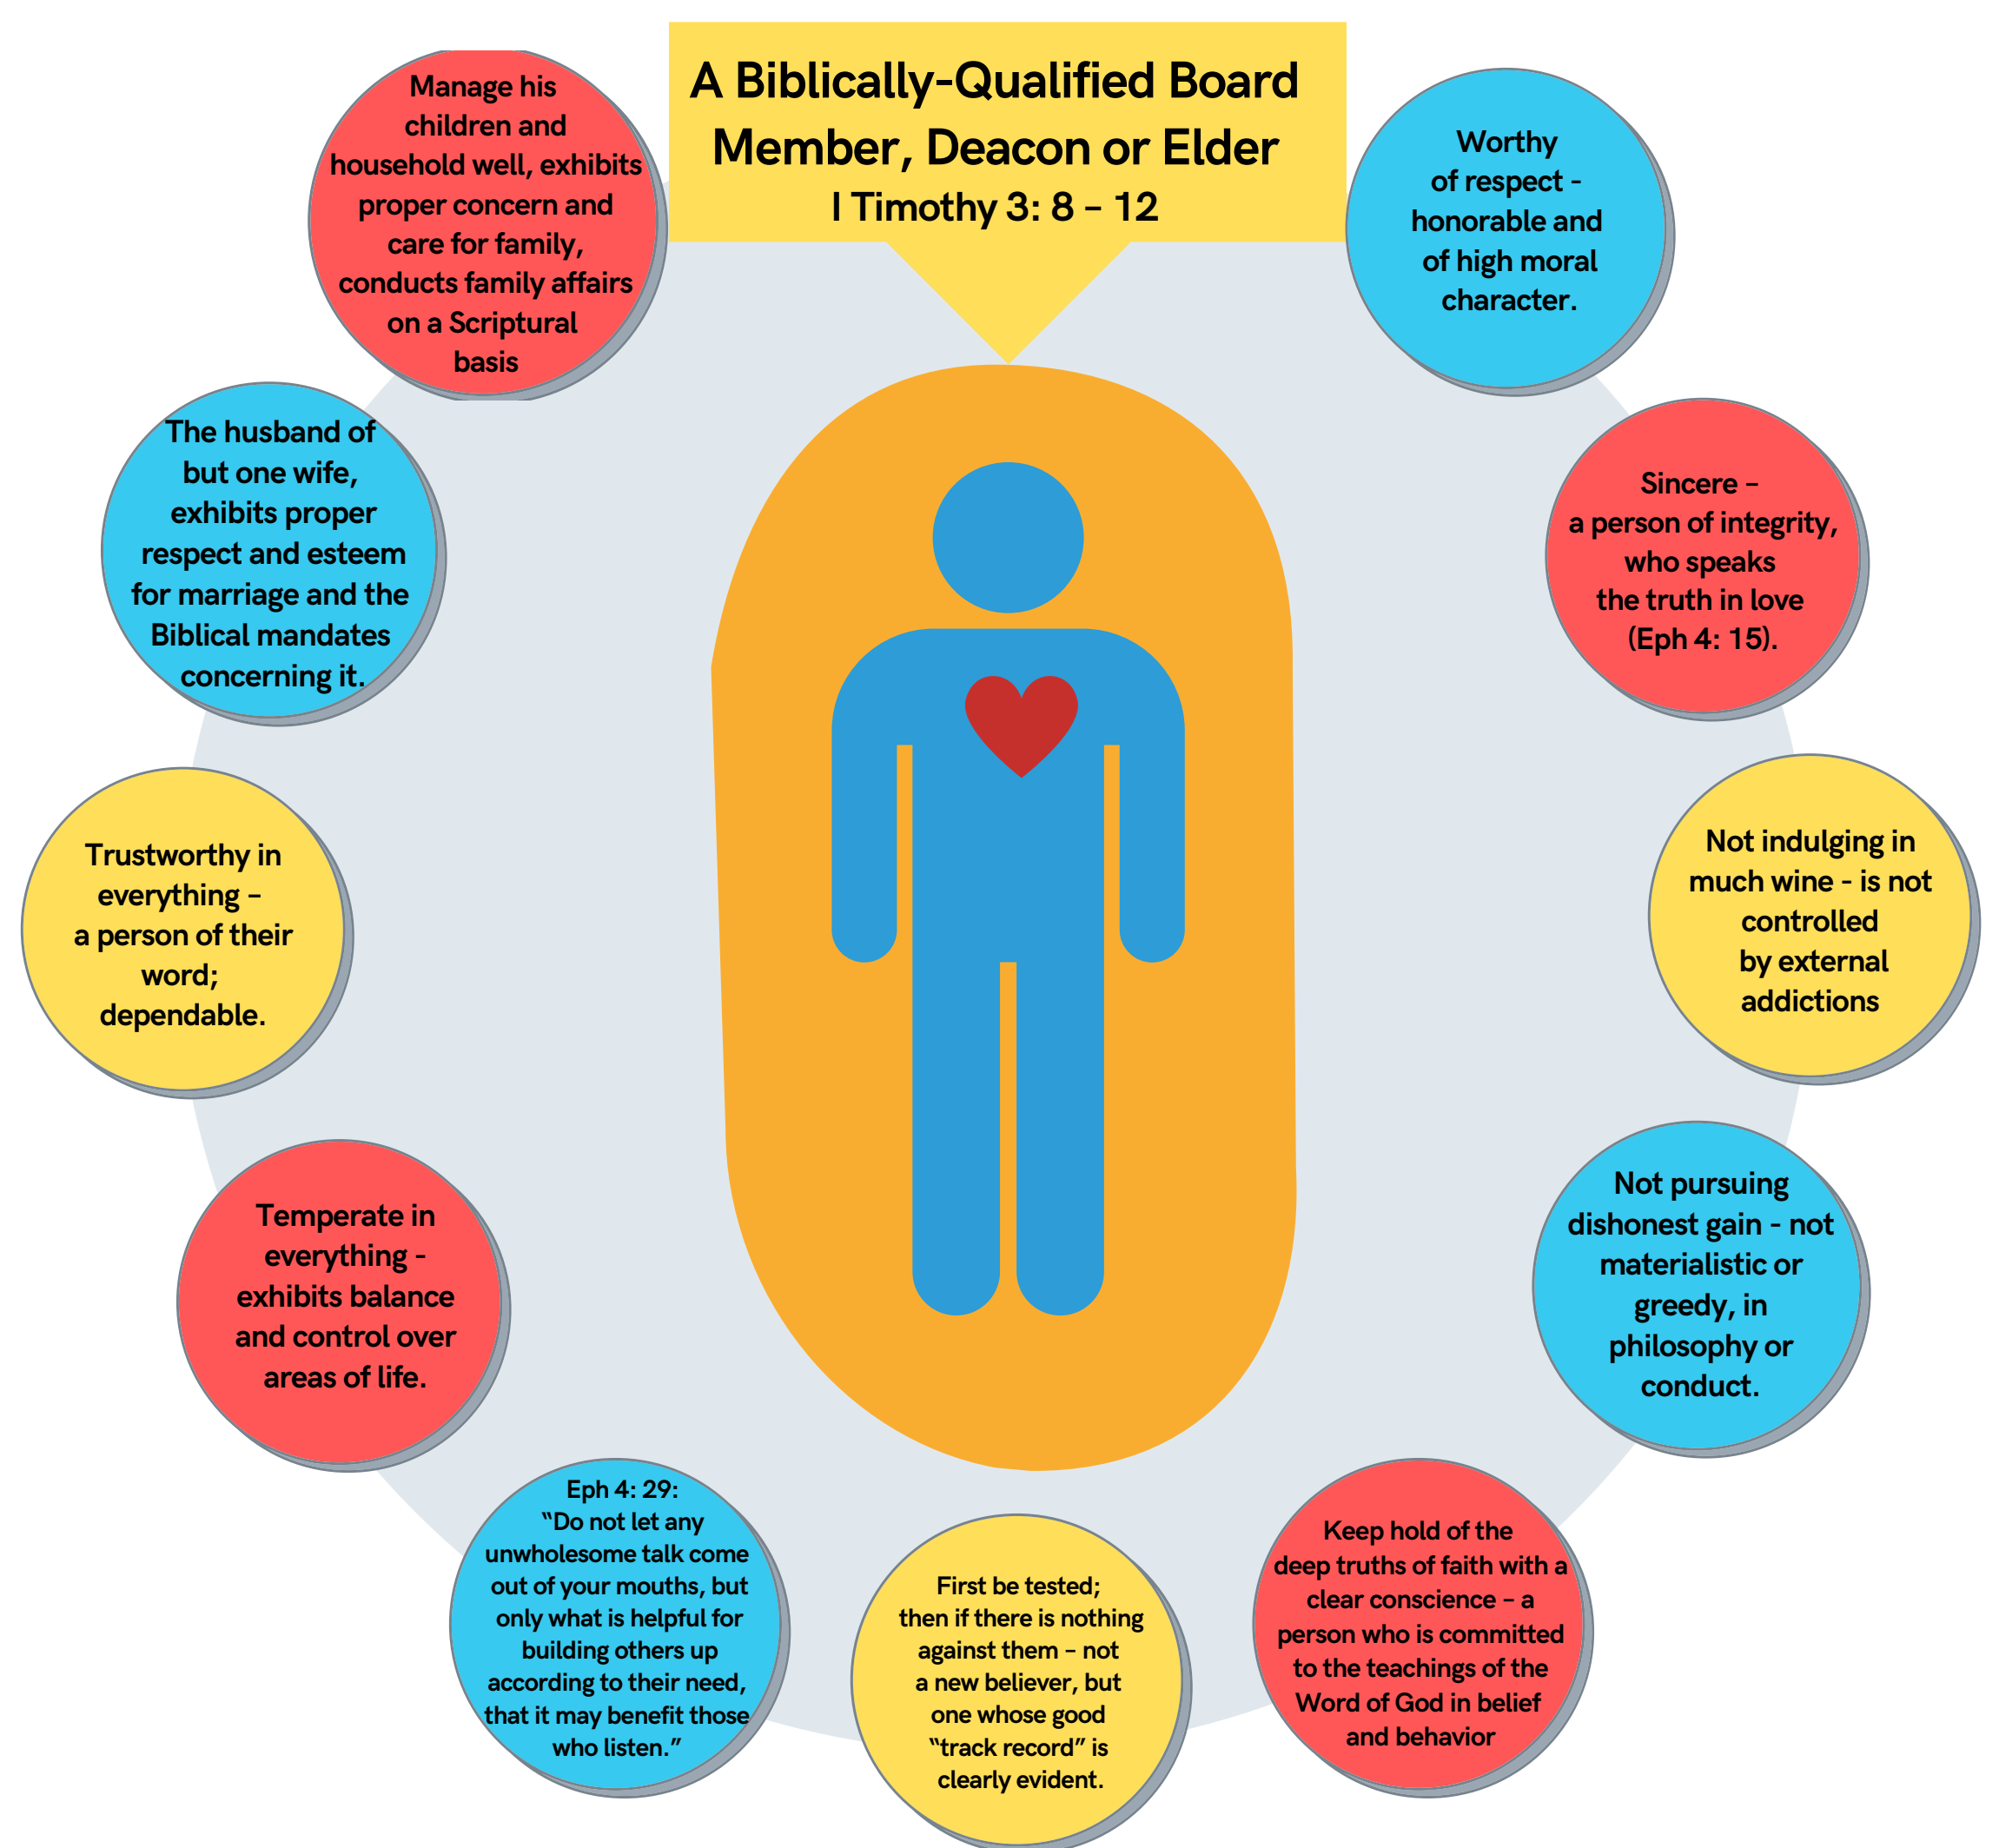 A Biblically-Qualified Board
Member, Deacon or Elder
I Timothy 3: 8 – 12
Worthy
of respect -
honorable and
of high moral
character.
Sincere –
a person of integrity,
who speaks
the truth in love
(Eph 4: 15).
Not indulging in
much wine - is not
controlled
by external
addictions
Not pursuing
dishonest gain - not
materialistic or
greedy, in
philosophy or
conduct.
Keep hold of the
deep truths of faith with a
clear conscience – a
person who is committed
to the teachings of the
Word of God in belief
and behavior
First be tested;
then if there is nothing
against them – not
a new believer, but
one whose good
“track record” is
clearly evident.
Eph 4: 29:
“Do not let any
unwholesome talk come
out of your mouths, but
only what is helpful for
building others up
according to their need,
that it may benefit those
who listen.”
Temperate in
everything -
exhibits balance
and control over
areas of life.
Trustworthy in
everything –
a person of their
word;
dependable.
The husband of
but one wife,
exhibits proper
respect and esteem
for marriage and the
Biblical mandates
concerning it.
Manage his
children and
household well, exhibits
proper concern and
care for family,
conducts family affairs
on a Scriptural
basis